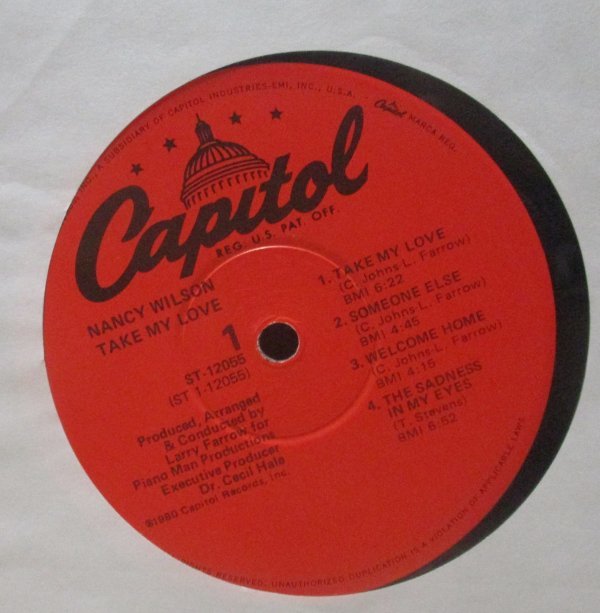 INC., A SUBSIDIARY OF CAPITOL INDUSTRIES-EMI, INC., U.S.A.
Capitol MARCA REG.
Capitol
REG. U.S. PAT. OFF.
NANCY WILSON
TAKE MY LOVE
1
ST-12055
(ST 1-12055)
Produced, Arranged
& Conducted by
Larry Farrow for
Piano Man Productions
Executive Producer
Dr. Cecil Hale
©1980 Capitol Records, Inc.
1. TAKE MY LOVE
(C. Johns-L. Farrow)
BMI 6:22
2. SOMEONE ELSE
(C. Johns-L. Farrow)
BMI 4:45
3. WELCOME HOME
(C. Johns-L. Farrow)
BMI 4:15
4. THE SADNESS
IN MY EYES
(T. Stevens)
BMI 6:52
RESERVED. UNAUTHORIZED DUPLICATION IS A VIOLATION OF APPLICABLE LAWS